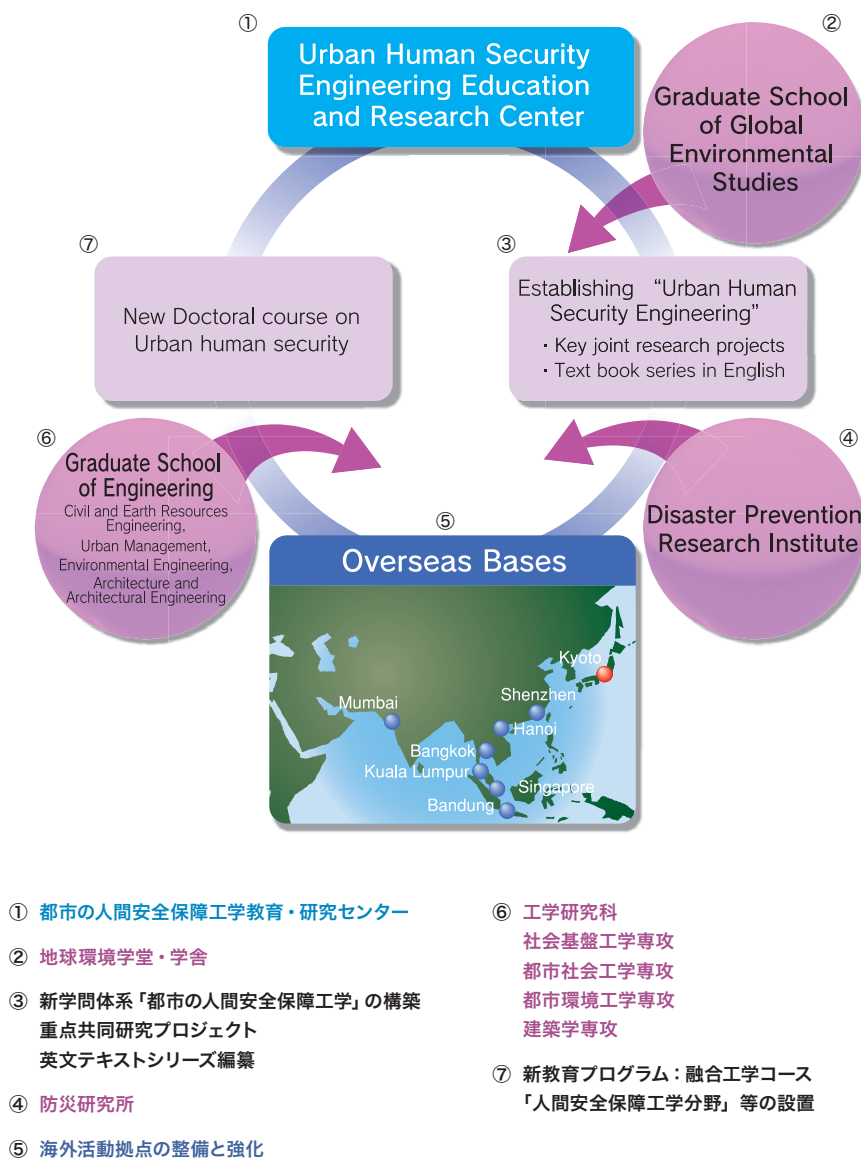 ①
Urban Human Security
Engineering Education
and Research Center
②
Graduate School
of Global
Environmental
Studies
⑦
New Doctoral course on
Urban human security
③
Establishing “Urban Human
Security Engineering”
・Key joint research projects
・Text book series in English
⑥
Graduate School
of Engineering
Civil and Earth Resources
Engineering,
Urban Management,
Environmental Engineering,
Architecture and
Architectural Engineering
④
Disaster Prevention
Research Institute
⑤
Overseas Bases
Kyoto
Shenzhen
Mumbai
Hanoi
Bangkok
Kuala Lumpur
Singapore
Bandung
① 都市の人間安全保障工学教育・研究センター
② 地球環境学堂・学舎
③ 新学問体系「都市の人間安全保障工学」の構築
重点共同研究プロジェクト
英文テキストシリーズ編纂
④ 防災研究所
⑤ 海外活動拠点の整備と強化
⑥ 工学研究科
社会基盤工学専攻
都市社会工学専攻
都市環境工学専攻
建築学専攻
⑦ 新教育プログラム：融合工学コース
「人間安全保障工学分野」等の設置